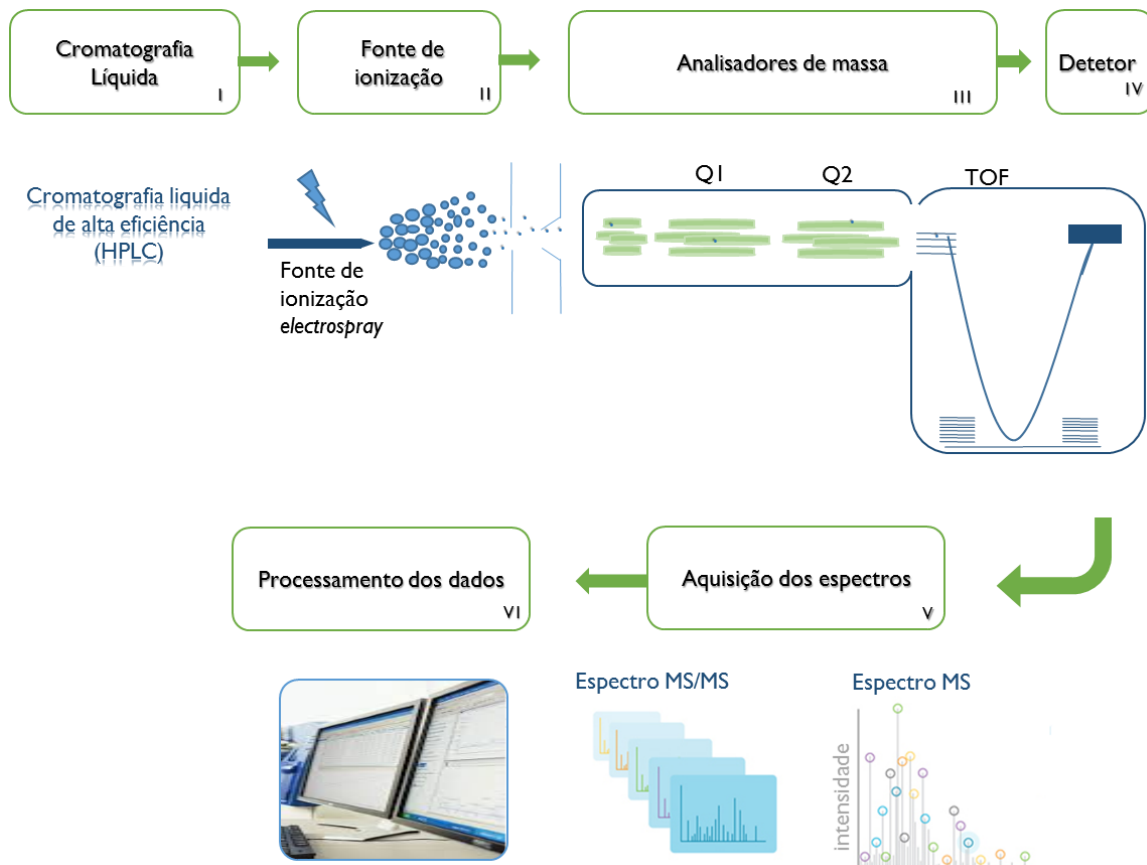 Cromatografia
Líquida
I
Fonte de
ionização
II
Analisadores de massa
III
Detetor
IV
Cromatografia liquida
de alta eficiência
(HPLC)
Fonte de
ionização
electrospray
Q1
Q2
TOF
Processamento dos dados
VI
Aquisição dos espectros
V
Espectro MS/MS
Espectro MS
intensidade